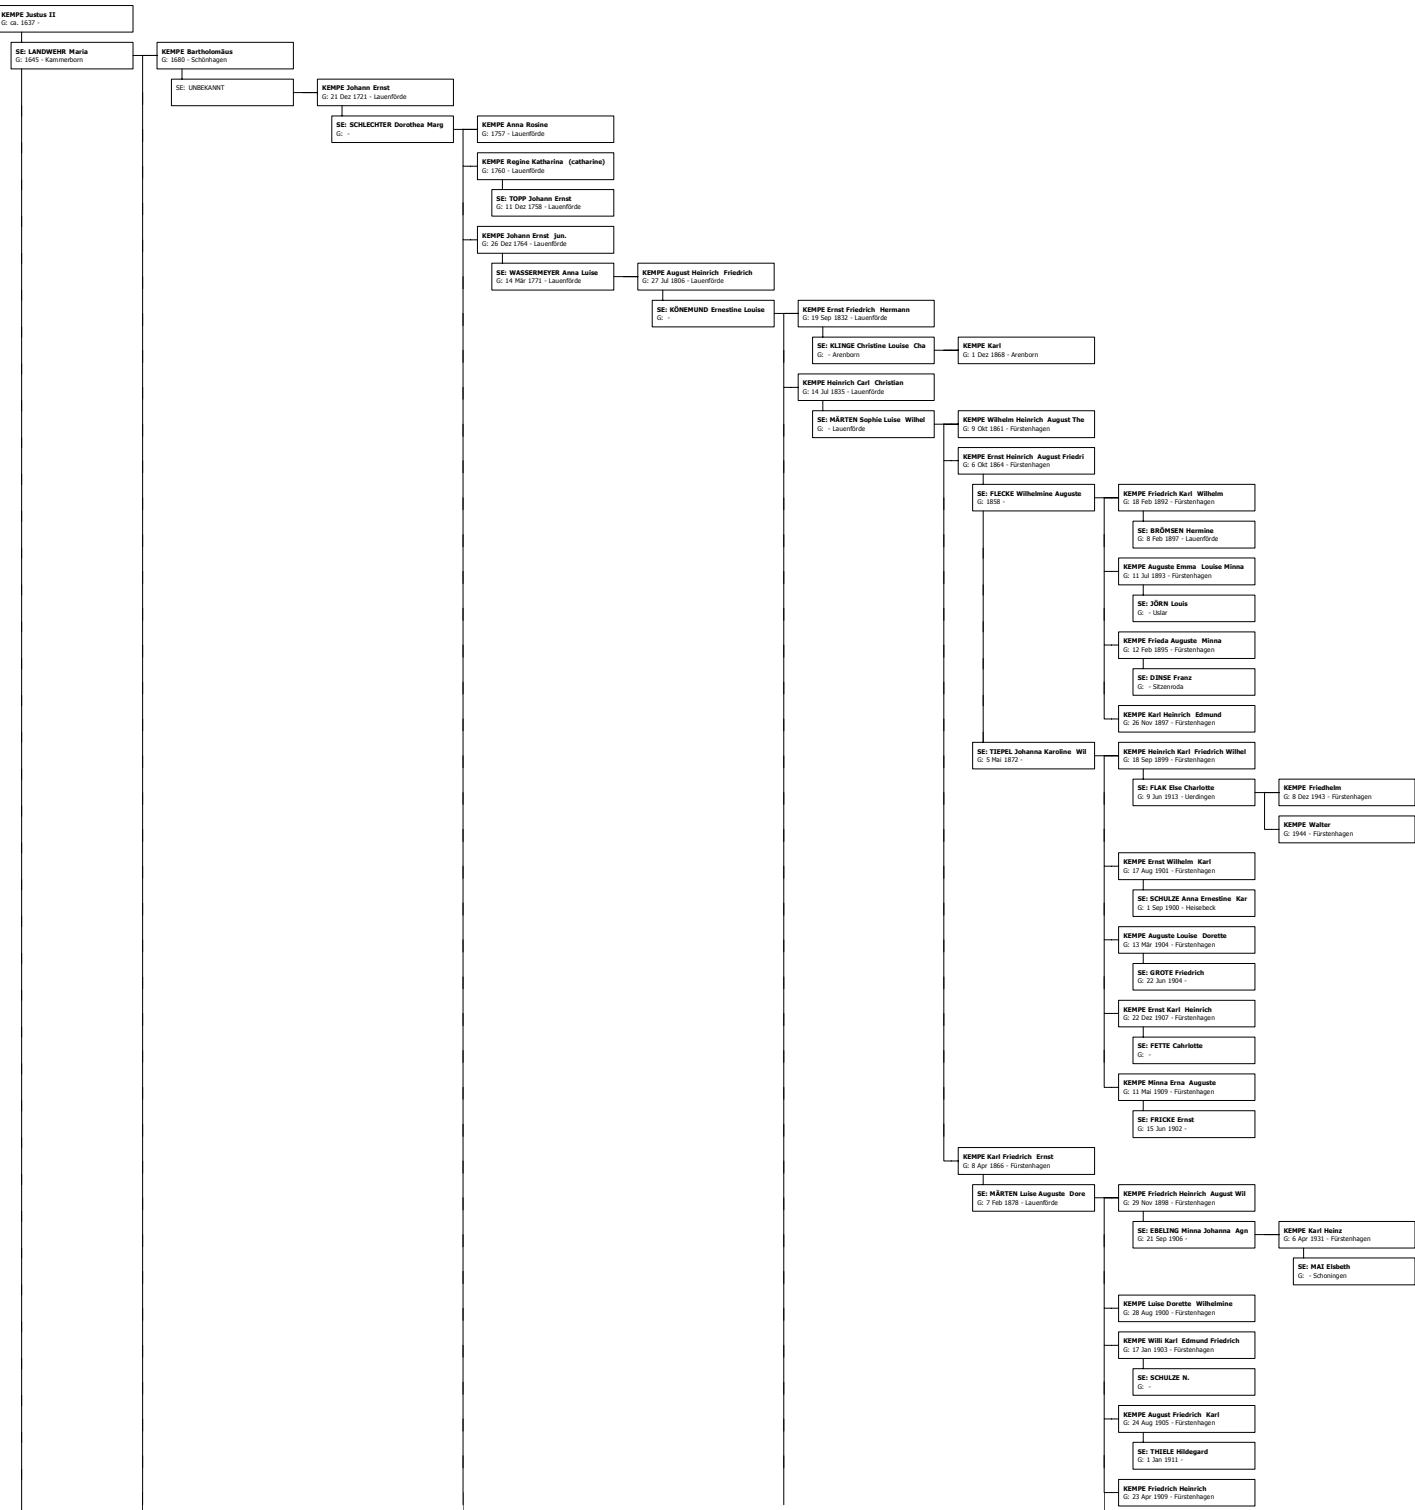 KEMPE Justus II
G: ca. 1637 -
SE: LANDWEHR Maria
G: 1645 - Kammerborn
KEMPE Bartholomäus
G: 1680 - Schönhagen
SE: UNBEKANNT
KEMPE Johann Ernst
G: 21 Dez 1721 - Lauenförde
SE: SCHLECHTER Dorothea Marg
G: -
KEMPE Anna Rosine
G: 1757 - Lauenförde
KEMPE Regine Katharina (catharine)
G: 1760 - Lauenförde
SE: TOPP Johann Ernst
G: 11 Dez 1758 - Lauenförde
KEMPE Johann Ernst jun.
G: 26 Dez 1764 - Lauenförde
SE: WASSERMEYER Anna Luise
G: 14 Mär 1771 - Lauenförde
KEMPE August Heinrich Friedrich
G: 27 Jul 1806 - Lauenförde
SE: KÖNEMUND Ernestine Louise
G: -
KEMPE Ernst Friedrich Hermann
G: 19 Sep 1832 - Lauenförde
SE: KLINGE Christine Louise Cha
G: - Arenborn
KEMPE Karl
G: 1 Dez 1868 - Arenborn
KEMPE Heinrich Carl Christian
G: 14 Jul 1835 - Lauenförde
SE: MÄRTEN Sophie Luise Wilhel
G: - Lauenförde
KEMPE Wilhelm Heinrich August The
G: 9 Okt 1861 - Fürstenhagen
KEMPE Ernst Heinrich August Friedri
G: 6 Okt 1864 - Fürstenhagen
SE: FLECKE Wilhelmine Auguste
G: 1858 -
KEMPE Friedrich Karl Wilhelm
G: 18 Feb 1892 - Fürstenhagen
SE: BRÖMSEN Hermine
G: 8 Feb 1897 - Lauenförde
KEMPE Auguste Emma Louise Minna
G: 11 Jul 1893 - Fürstenhagen
SE: JÖRN Louis
G: - Uslar
KEMPE Frieda Auguste Minna
G: 12 Feb 1895 - Fürstenhagen
SE: DINSE Franz
G: - Sitzenroda
KEMPE Karl Heinrich Edmund
G: 26 Nov 1897 - Fürstenhagen
SE: TIEPEL Johanna Karoline Wil
G: 5 Mai 1872 -
KEMPE Heinrich Karl Friedrich Wilhel
G: 18 Sep 1899 - Fürstenhagen
SE: FLAK Else Charlotte
G: 9 Jun 1913 - Uerdingen
KEMPE Friedhelm
G: 8 Dez 1943 - Fürstenhagen
KEMPE Walter
G: 1944 - Fürstenhagen
KEMPE Ernst Wilhelm Karl
G: 17 Aug 1901 - Fürstenhagen
SE: SCHULZE Anna Ernestine Kar
G: 1 Sep 1900 - Heisebeck
KEMPE Auguste Louise Dorette
G: 13 Mär 1904 - Fürstenhagen
SE: GROTE Friedrich
G: 22 Jun 1904 -
KEMPE Ernst Karl Heinrich
G: 22 Dez 1907 - Fürstenhagen
SE: FETTE Cahrlotte
G: -
KEMPE Minna Erna Auguste
G: 11 Mai 1909 - Fürstenhagen
SE: FRICKE Ernst
G: 15 Jun 1902 -
KEMPE Karl Friedrich Ernst
G: 8 Apr 1866 - Fürstenhagen
SE: MÄRTEN Luise Auguste Dore
G: 7 Feb 1878 - Lauenförde
KEMPE Friedrich Heinrich August Wil
G: 29 Nov 1898 - Fürstenhagen
SE: EBELING Minna Johanna Agn
G: 21 Sep 1906 -
KEMPE Karl Heinz
G: 6 Apr 1931 - Fürstenhagen
SE: MAI Elsbeth
G: - Schoningen
KEMPE Luise Dorette Wilhelmine
G: 28 Aug 1900 - Fürstenhagen
KEMPE Willi Karl Edmund Friedrich
G: 17 Jan 1903 - Fürstenhagen
SE: SCHULZE N.
G: -
KEMPE August Friedrich Karl
G: 24 Aug 1905 - Fürstenhagen
SE: THIELE Hildegard
G: 1 Jan 1911 -
KEMPE Friedrich Heinrich
G: 23 Apr 1909 - Fürstenhagen